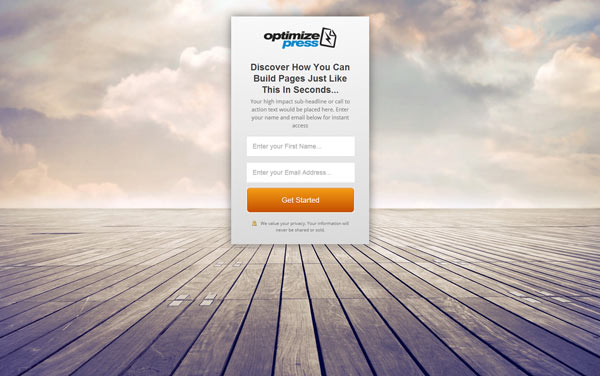 optimize
press
Discover How You Can
Build Pages Just Like
This In Seconds...
Your high impact sub-headline or call to
action text would be placed here. Enter
your name and email below for instant
access
Enter your First Name...
Enter your Email Address...
Get Started
We value your privacy. Your information will
never be shared or sold.